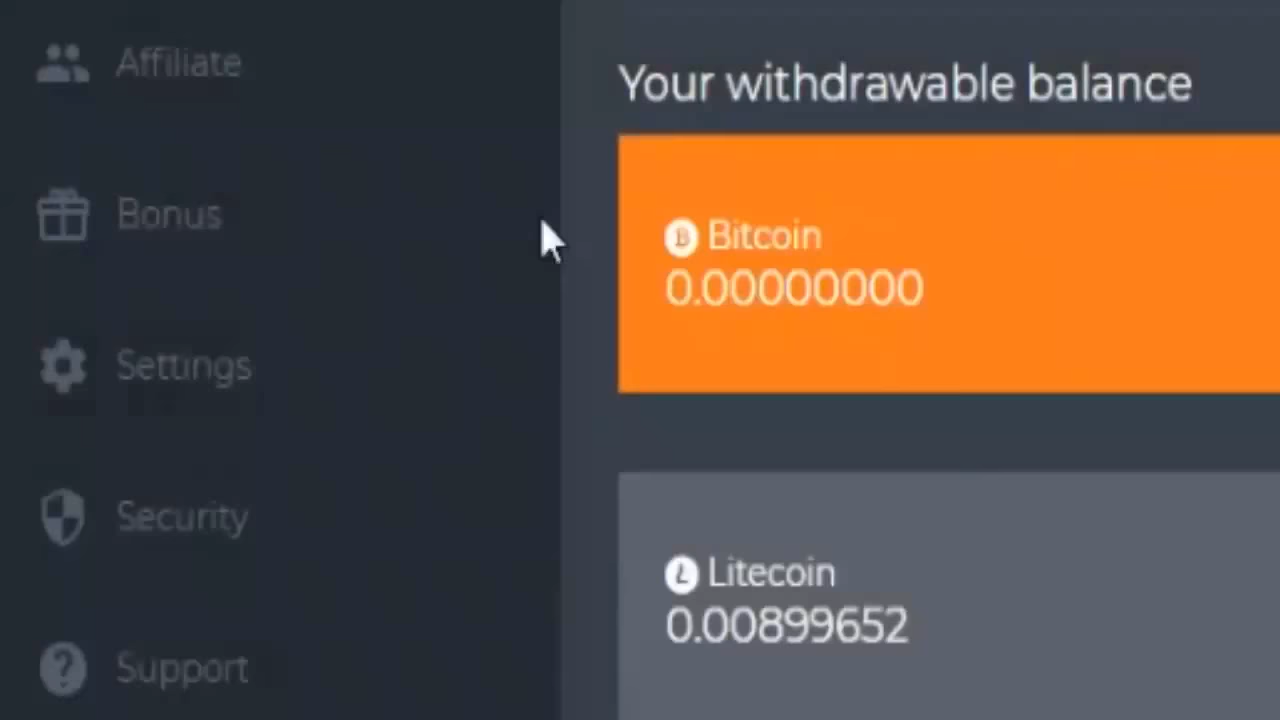 Affiliate
Bonus
Settings
Security
Support
Your withdrawable balance
Bitcoin
0.00000000
Litecoin
0.00899652